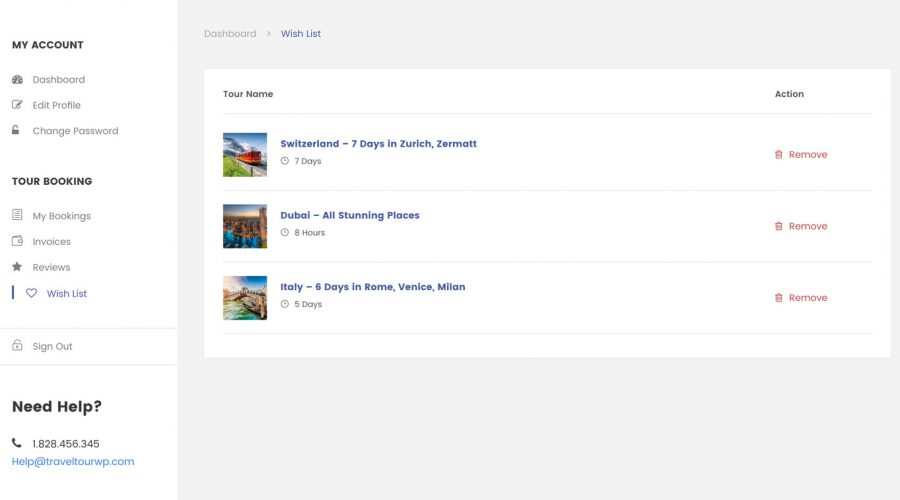 MY ACCOUNT
Dashboard
Edit Profile
Change Password
TOUR BOOKING
My Bookings
Invoices
Reviews
Wish List
Sign Out
Need Help?
1.828.456.345
Help@traveltourwp.com
Dashboard > Wish List
Tour Name Action
Switzerland – 7 Days in Zurich, Zermatt
7 Days
Remove
Dubai – All Stunning Places
8 Hours
Remove
Italy – 6 Days in Rome, Venice, Milan
5 Days
Remove